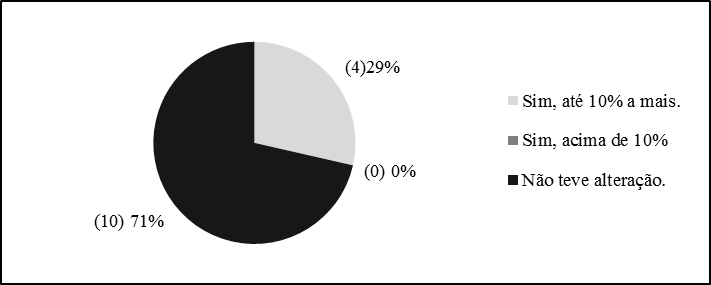 (4)29%
(0) 0%
(10) 71%
Sim, até 10% a mais.
Sim, acima de 10%
Não teve alteração.